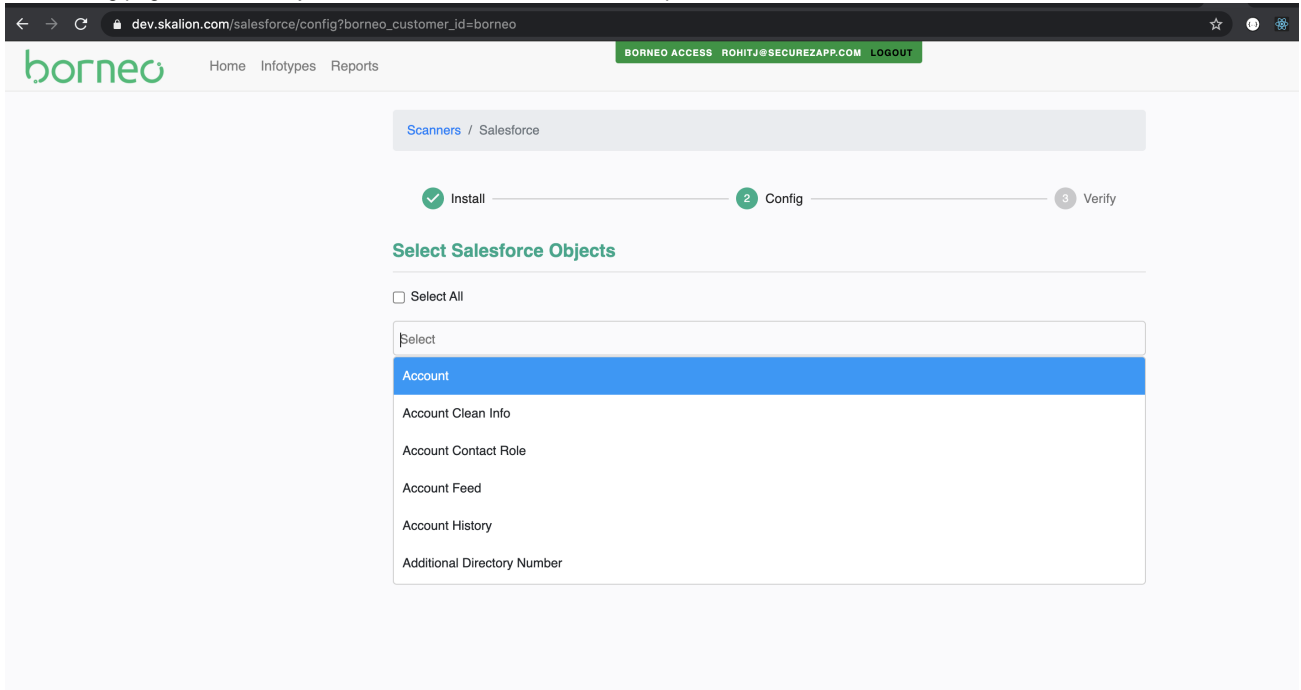 dev.skalion.com/salesforce/config?borneo_customer_id=borneo
BORNEO ACCESS ROHITJ@SECUREZAPP.COM LOGOUT
borneo Home Infotypes Reports
Scanners / Salesforce
Install 2 Config 3 Verify
Select Salesforce Objects
Select All
Select
Account
Account Clean Info
Account Contact Role
Account Feed
Account History
Additional Directory Number